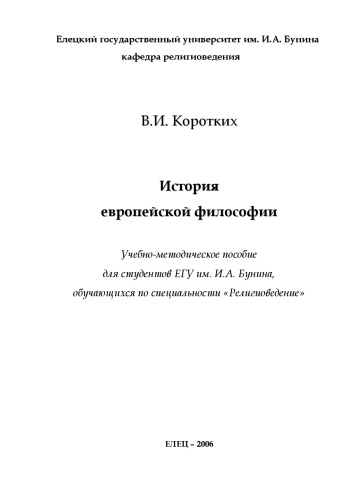 Елецкий государственный университет им. И.А. Бунина
кафедра религиоведения
В.И. Коротких
История
европейской философии
Учебно-методическое пособие
для студентов ЕГУ им. И.А. Бунина,
обучающихся по специальности «Религиоведение»
ЕЛЕЦ – 2006